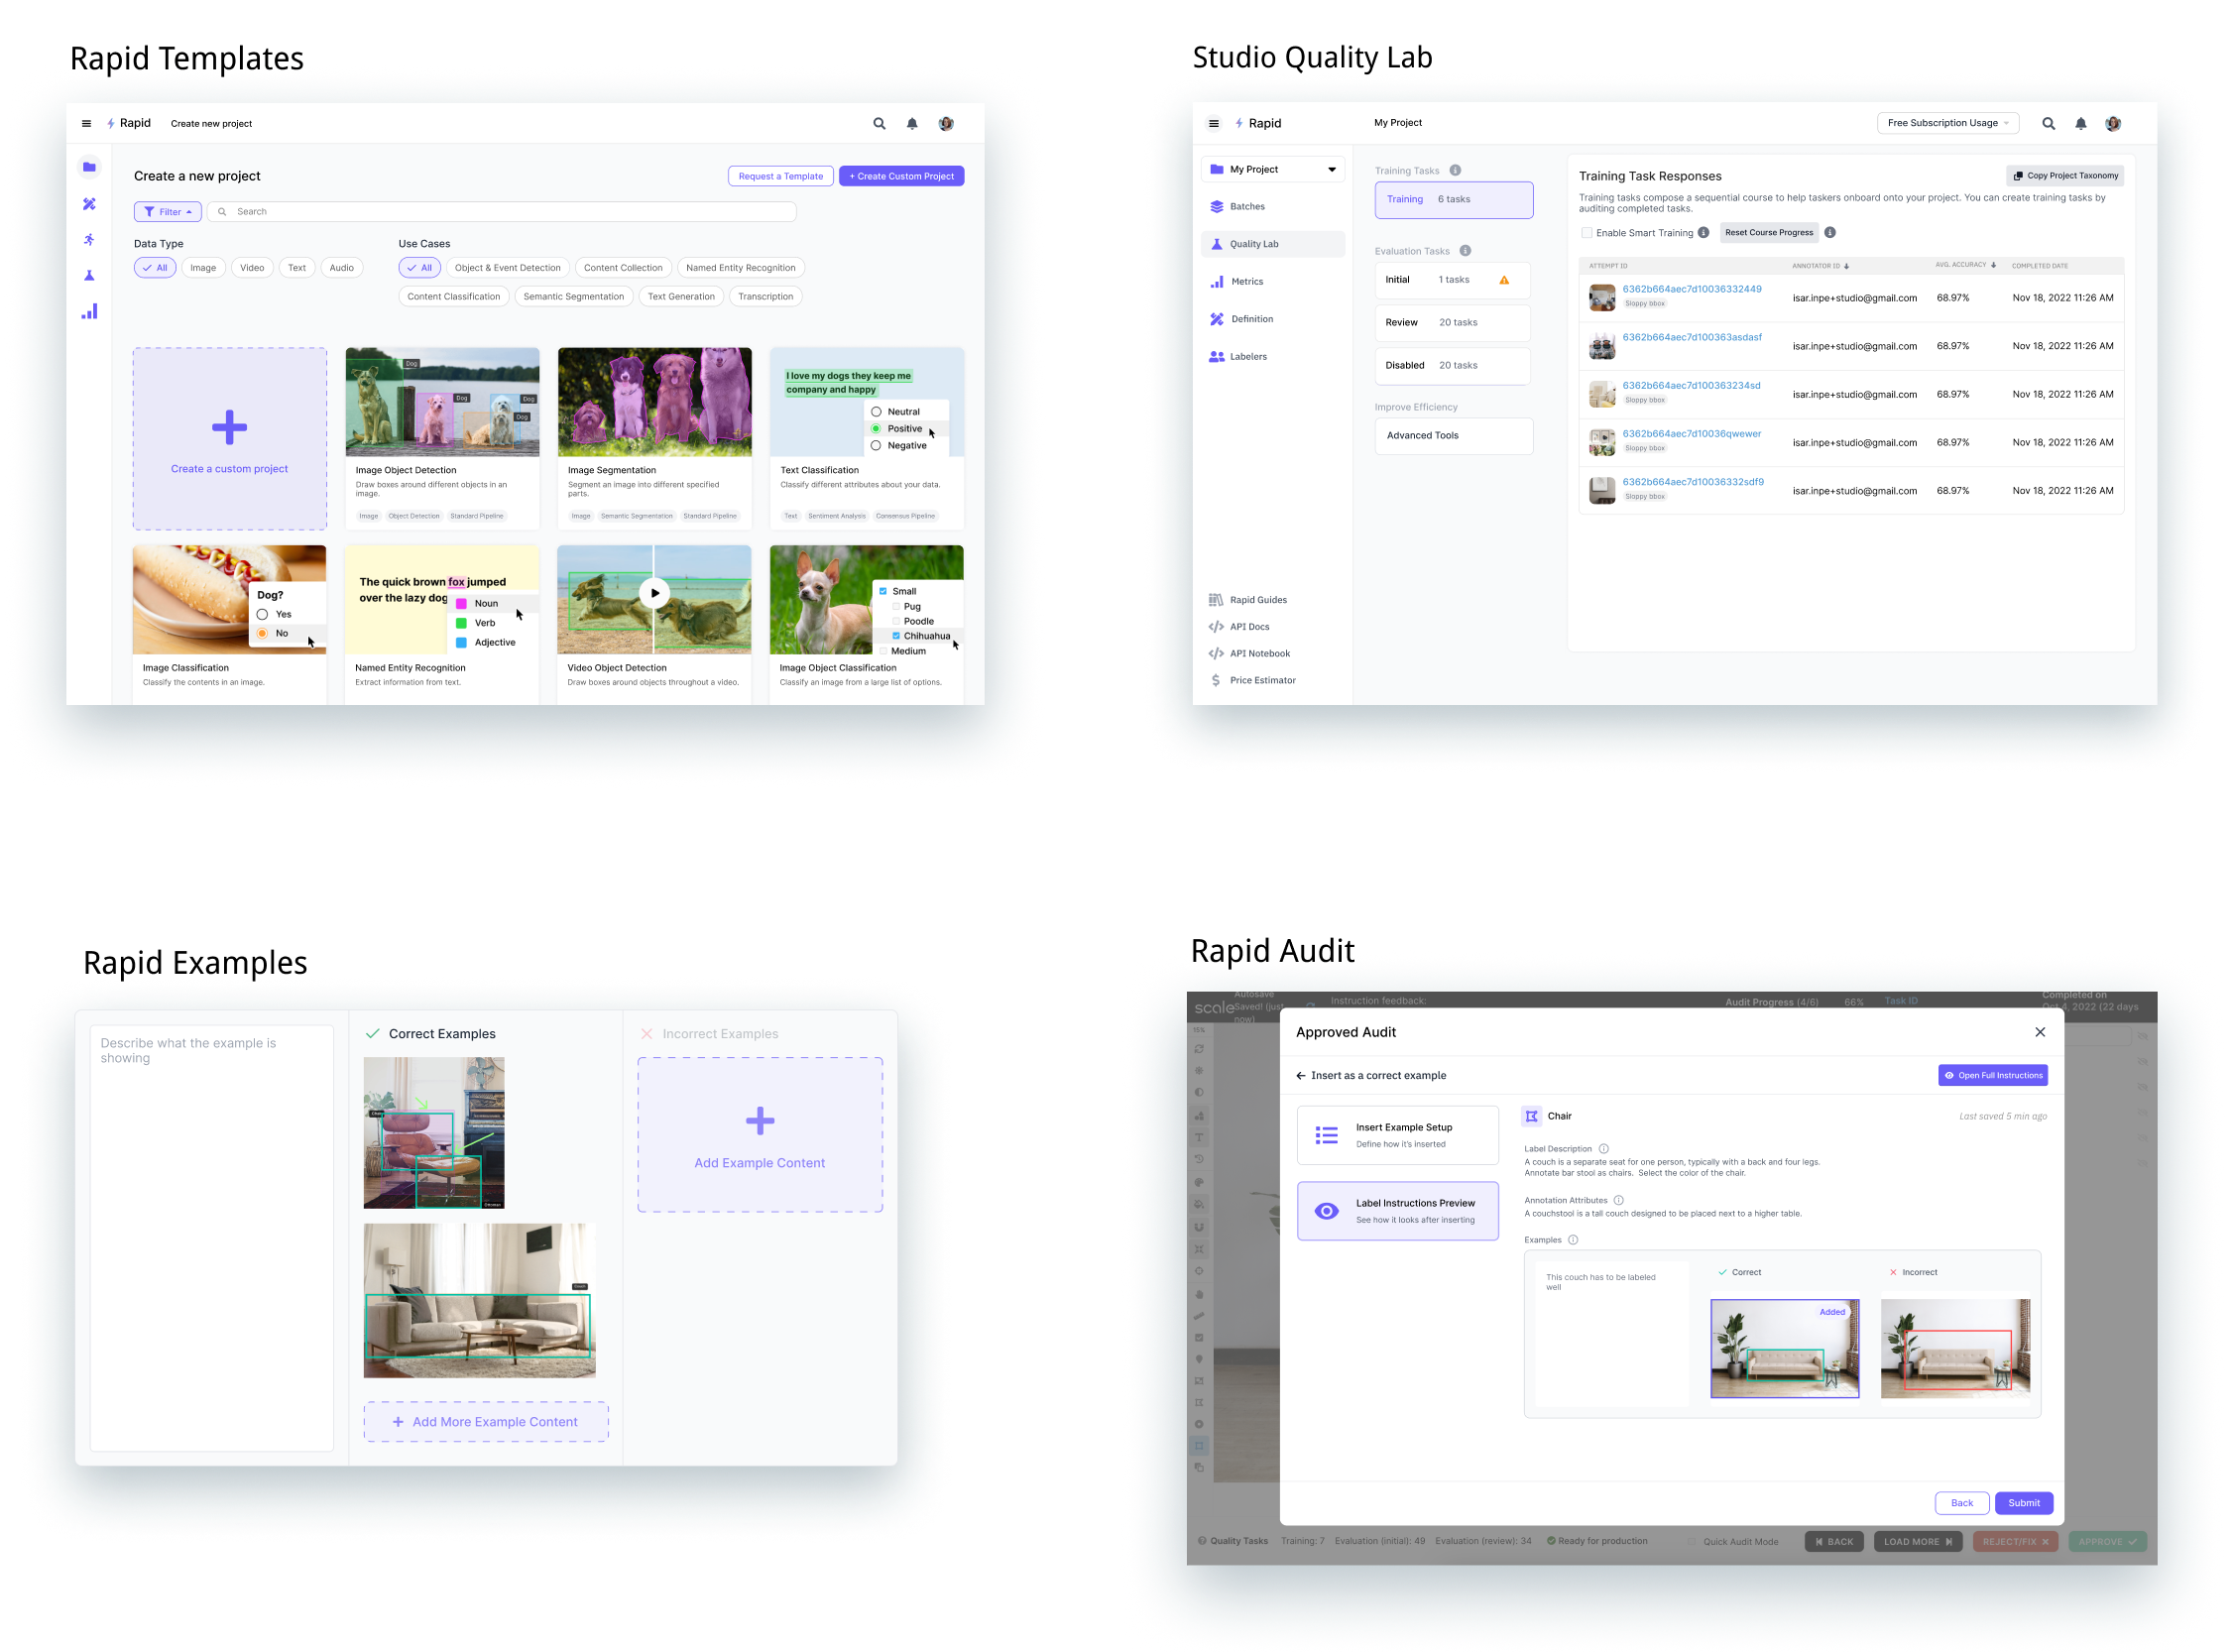 Rapid Templates
Rapid
Create new project
Create a new project
Request a Template
+ Create Custom Project
Filter
Search
Data Type
All
Image
Video
Text
Audio
Use Cases
All
Object & Event Detection
Content Collection
Named Entity Recognition
Content Classification
Semantic Segmentation
Text Generation
Transcription
Create a custom project
Dog
Dog
Dog
Dog
Image Object Detection
Draw boxes around different objects in an
image.
Image
Object Detection
Standard Pipeline
Image Segmentation
Segment an image into different specified
parts.
Image
Semantic Segmentation
Standard Pipeline
I love my dogs they keep me
company and happy
Neutral
Positive
Negative
Text Classification
Classify different attributes about your data.
Text
Sentiment Analysis
Consensus Pipeline
Dog?
Yes
No
Image Classification
Classify the contents in an image.
The quick brown fox jumped
over the lazy dog
Noun
Verb
Adjective
Named Entity Recognition
Extract information from text.
Video Object Detection
Draw boxes around objects throughout a video.
Small
Pug
Poodle
Chihuahua
Medium
Image Object Classification
Classify an image from a large list of options.
Studio Quality Lab
Rapid
My Project
Free Subscription Usage
My Project
Batches
Quality Lab
Metrics
Definition
Labelers
Rapid Guides
API Docs
API Notebook
Price Estimator
Training Tasks
Training 6 tasks
Evaluation Tasks
Initial 1 tasks
Review 20 tasks
Disabled 20 tasks
Improve Efficiency
Advanced Tools
Training Task Responses
Copy Project Taxonomy
Training tasks compose a sequential course to help taskers onboard onto your project. You can create training tasks by
auditing completed tasks.
Enable Smart Training
Reset Course Progress
ATTEMPT ID ANNOTATOR ID AVG. ACCURACY COMPLETED DATE
6362b664aec7d10036332449
Sloppy bbox
isar.inpe+studio@gmail.com 68.97% Nov 18, 2022 11:26 AM
6362b664aec7d100363asdasf
isar.inpe+studio@gmail.com 68.97% Nov 18, 2022 11:26 AM
6362b664aec7d100363234sd
Sloppy bbox
isar.inpe+studio@gmail.com 68.97% Nov 18, 2022 11:26 AM
6362b664aec7d10036qwewer
Sloppy bbox
isar.inpe+studio@gmail.com 68.97% Nov 18, 2022 11:26 AM
6362b664aec7d10036332sdf9
Sloppy bbox
isar.inpe+studio@gmail.com 68.97% Nov 18, 2022 11:26 AM
Rapid Examples
Describe what the example is
showing
Correct Examples
Add More Example Content
Incorrect Examples
Add Example Content
Rapid Audit
scale
Autosave
Saved! (just
now)
Instruction feedback:
Audit Progress (4/6) 66%
Task ID
Completed on
Oct 4, 2022 (22 days
Approved Audit
Insert as a correct example
Open Full Instructions
Insert Example Setup
Define how it's inserted
Label Instructions Preview
See how it looks after inserting
Chair
Last saved 5 min ago
Label Description
A couch is a separate seat for one person, typically with a back and four legs.
Annotate bar stool as chairs. Select the color of the chair.
Annotation Attributes
A couchstool is a tall couch designed to be placed next to a higher table.
Examples
This couch has to be labeled
well
Correct
Added
Incorrect
Back
Submit
Quality Tasks
Training: 7
Evaluation (initial): 49
Evaluation (review): 34
Ready for production
Quick Audit Mode
BACK
LOAD MORE
REJECT/FIX
APPROVE